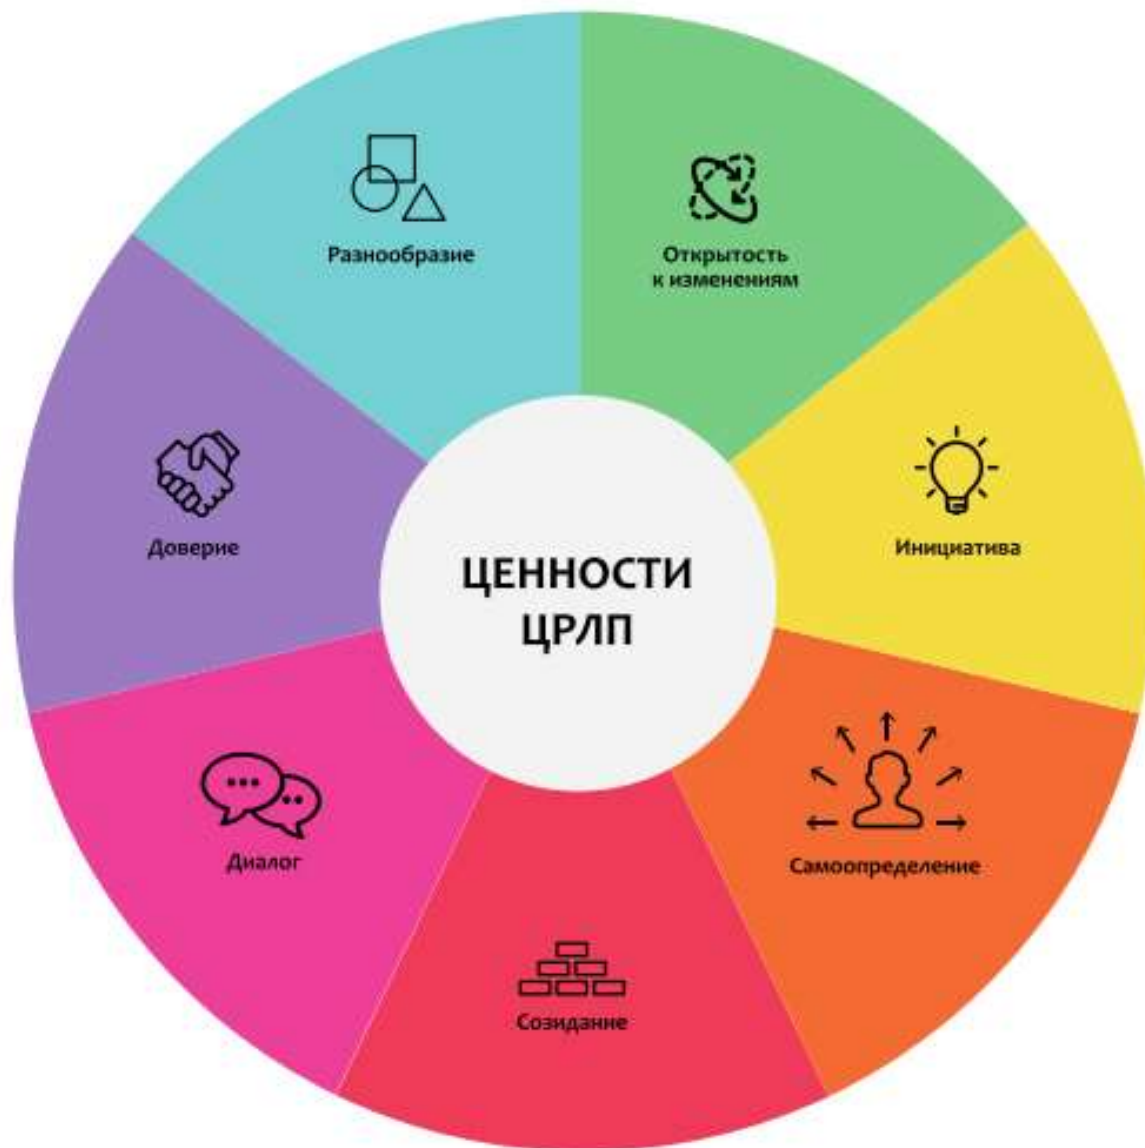 Разнообразие
Открытость
к изменениям
Инициатива
Самоопределение
Созидание
Диалог
Доверие
ЦЕННОСТИ
ЦРЛП